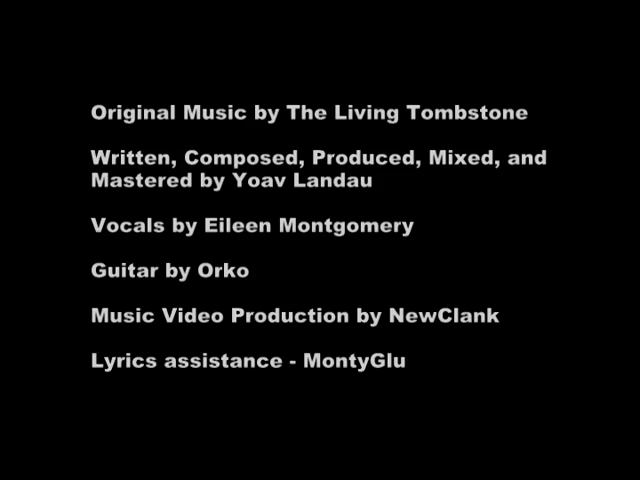 Original Music by The Living Tombstone
Written, Composed, Produced, Mixed, and
Mastered by Yoav Landau
Vocals by Eileen Montgomery
Guitar by Orko
Music Video Production by NewClank
Lyrics assistance - MontyGlu